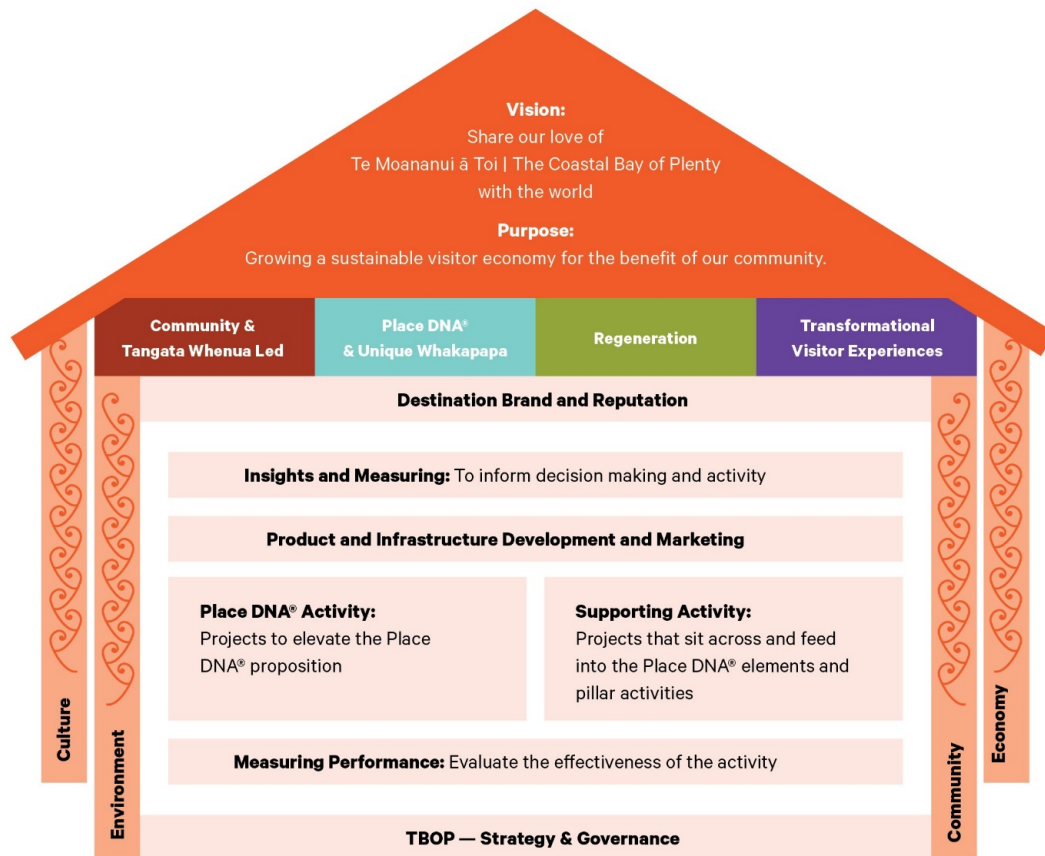 Vision:
Share our love of
Te Moananui ā Toi | The Coastal Bay of Plenty
with the world
Purpose:
Growing a sustainable visitor economy for the benefit of our community.
Community &
Tangata Whenua Led
Place DNA®
& Unique Whakapapa
Regeneration
Transformational
Visitor Experiences
Destination Brand and Reputation
Insights and Measuring: To inform decision making and activity
Product and Infrastructure Development and Marketing
Place DNA® Activity:
Projects to elevate the Place
DNA® proposition
Supporting Activity:
Projects that sit across and feed
into the Place DNA® elements and
pillar activities
Measuring Performance: Evaluate the effectiveness of the activity
TBOP — Strategy & Governance
Culture
Environment
Community
Economy